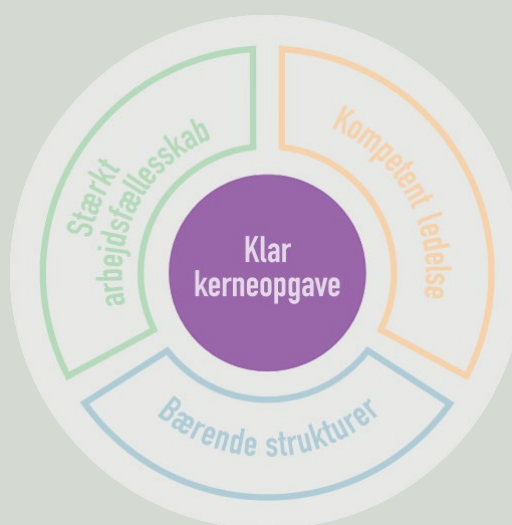 Stærkt
arbejdsfællesskab
Kompetent ledelse
Klar
kerneopgave
Bærende strukturer